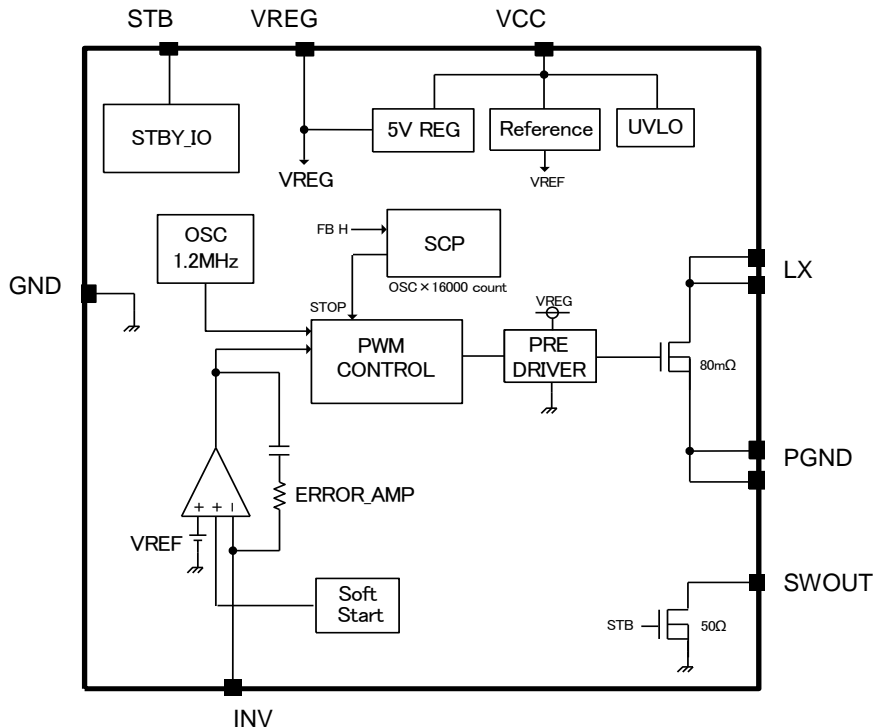 STB
VREG
VCC
STBY_IO
5V REG
Reference
UVLO
VREG
VREF
OSC
1.2MHz
FB H
SCP
OSC×16000 count
GND
LX
STOP
VREG
PWM
CONTROL
PRE
DRIVER
80mΩ
PGND
+ + −
ERROR_AMP
VREF
SWOUT
Soft
Start
STB
50Ω
INV